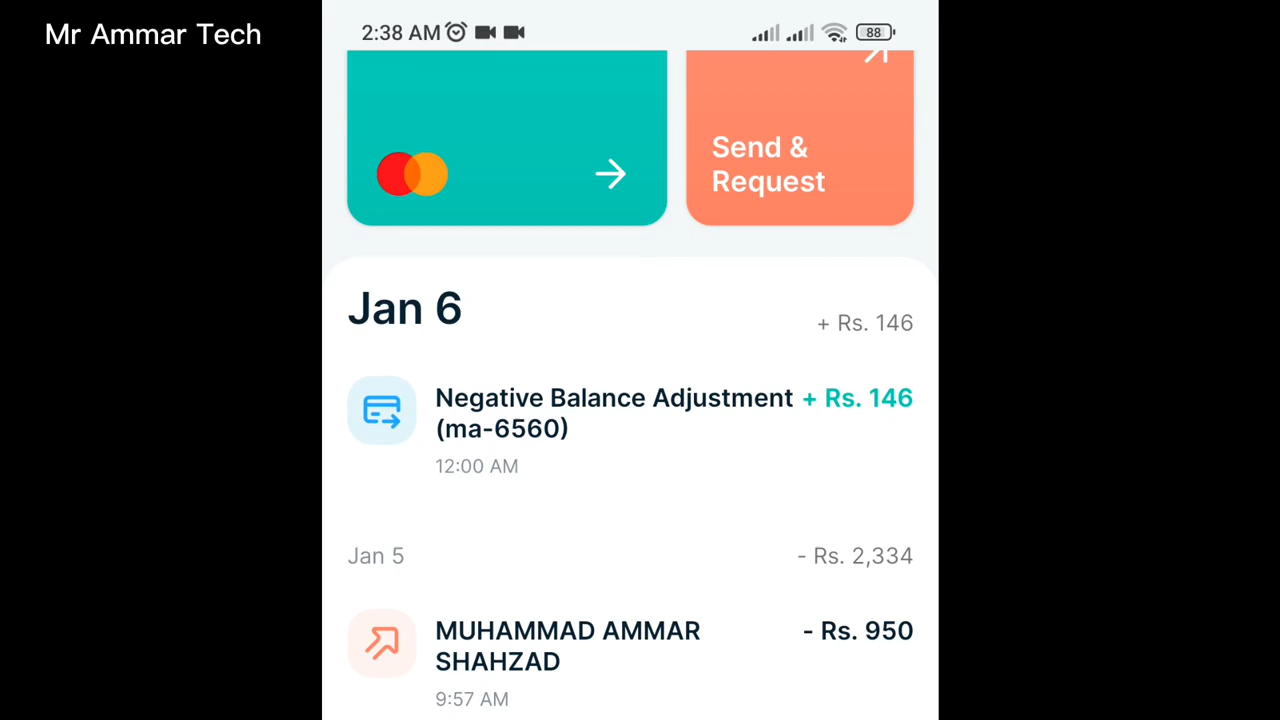 Mr Ammar Tech
2:38 AM
88
Send &
Request
Jan 6
+ Rs. 146
Negative Balance Adjustment + Rs. 146
(ma-6560)
12:00 AM
Jan 5
- Rs. 2,334
MUHAMMAD AMMAR - Rs. 950
SHAHZAD
9:57 AM